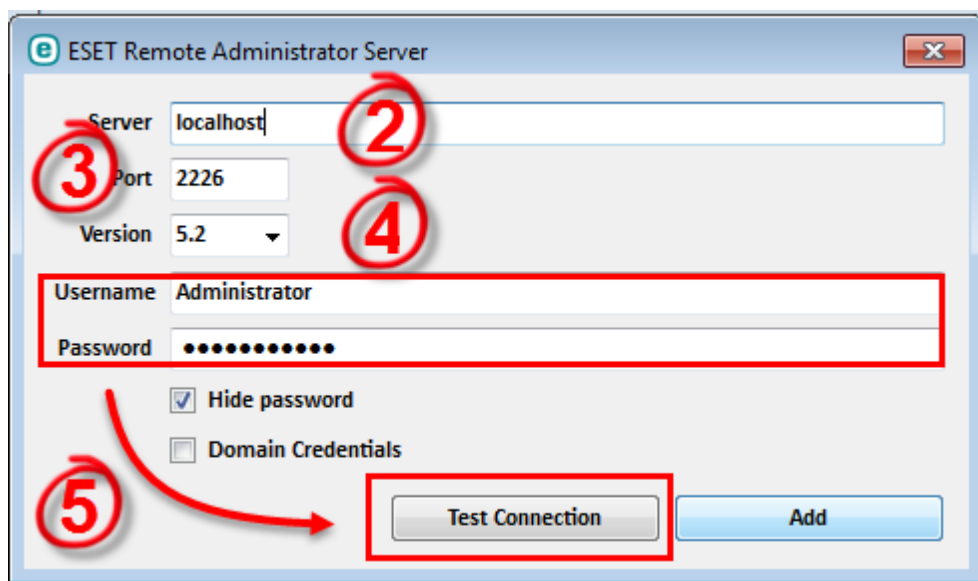 e ESET Remote Administrator Server
Server localhost 2
3 Port 2226
Version 5.2 4
Username Administrator
Password •••••••••••
Hide password
Domain Credentials
5 Test Connection Add